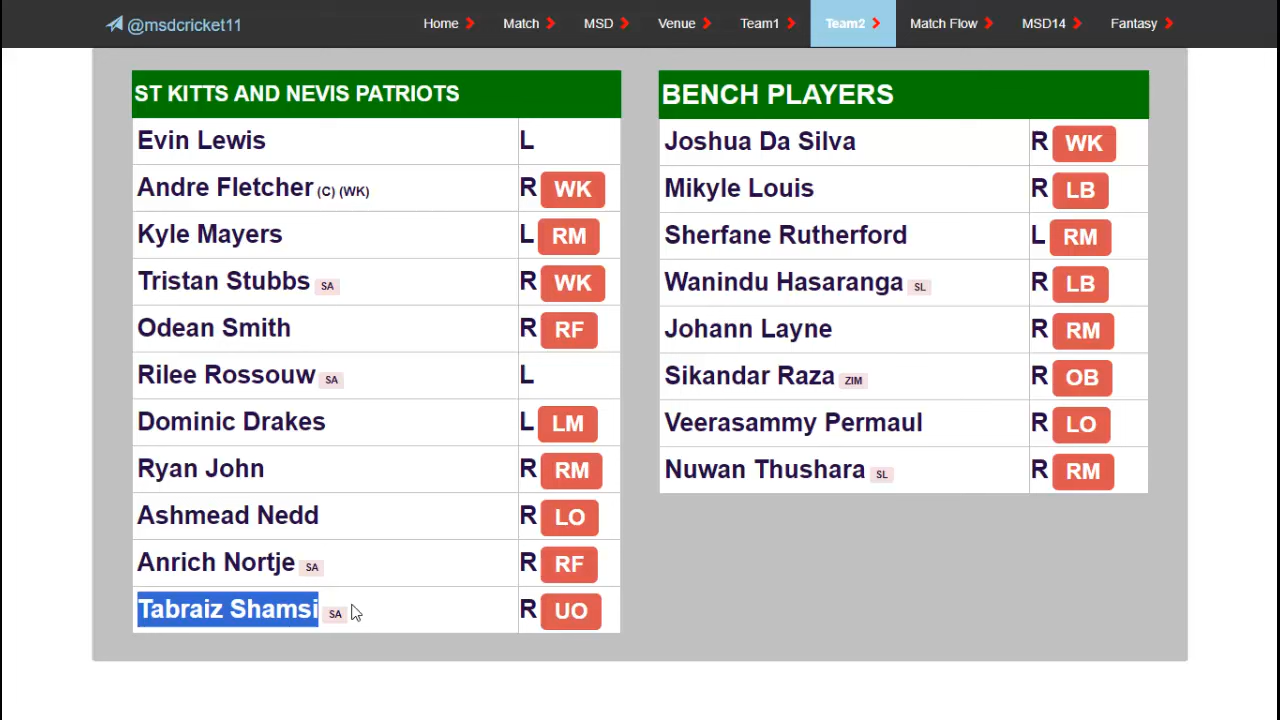 @msdcricket11 Home Match MSD Venue Team1 Team2 Match Flow MSD14 Fantasy
ST KITTS AND NEVIS PATRIOTS
Evin Lewis L
Andre Fletcher (C) (WK) R WK
Kyle Mayers L RM
Tristan Stubbs SA R WK
Odean Smith R RF
Rilee Rossouw SA L
Dominic Drakes L LM
Ryan John R RM
Ashmead Nedd R LO
Anrich Nortje SA R RF
Tabraiz Shamsi SA R UO
BENCH PLAYERS
Joshua Da Silva R WK
Mikyle Louis R LB
Sherfane Rutherford L RM
Wanindu Hasaranga SL R LB
Johann Layne R RM
Sikandar Raza ZIM R OB
Veerasammy Permaul R LO
Nuwan Thushara SL R RM